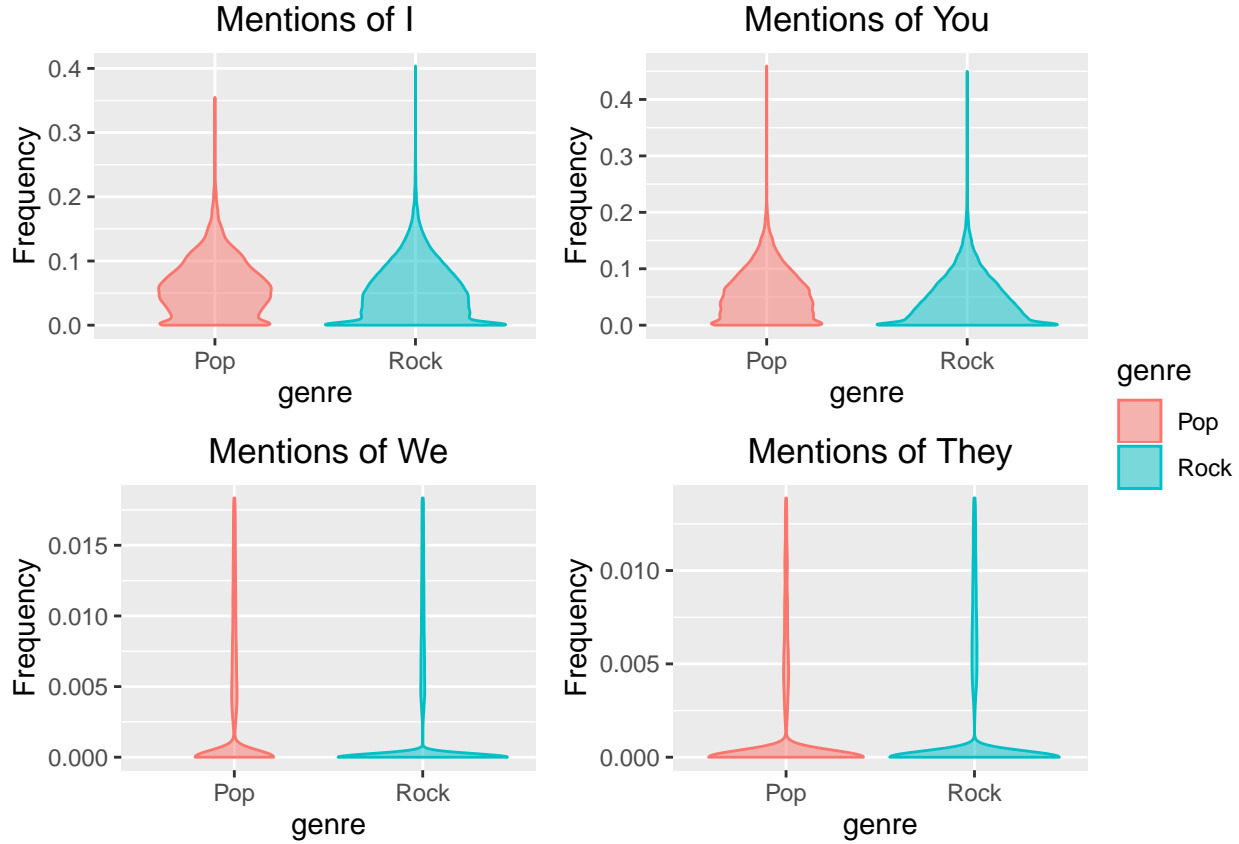 Mentions of I
Frequency
0.4
0.3
0.2
0.1
0.0
Pop Rock
genre
Mentions of You
Frequency
0.4
0.3
0.2
0.1
0.0
Pop Rock
genre
genre
Pop
Rock
Mentions of We
Frequency
0.015
0.010
0.005
0.000
Pop Rock
genre
Mentions of They
Frequency
0.010
0.005
0.000
Pop Rock
genre